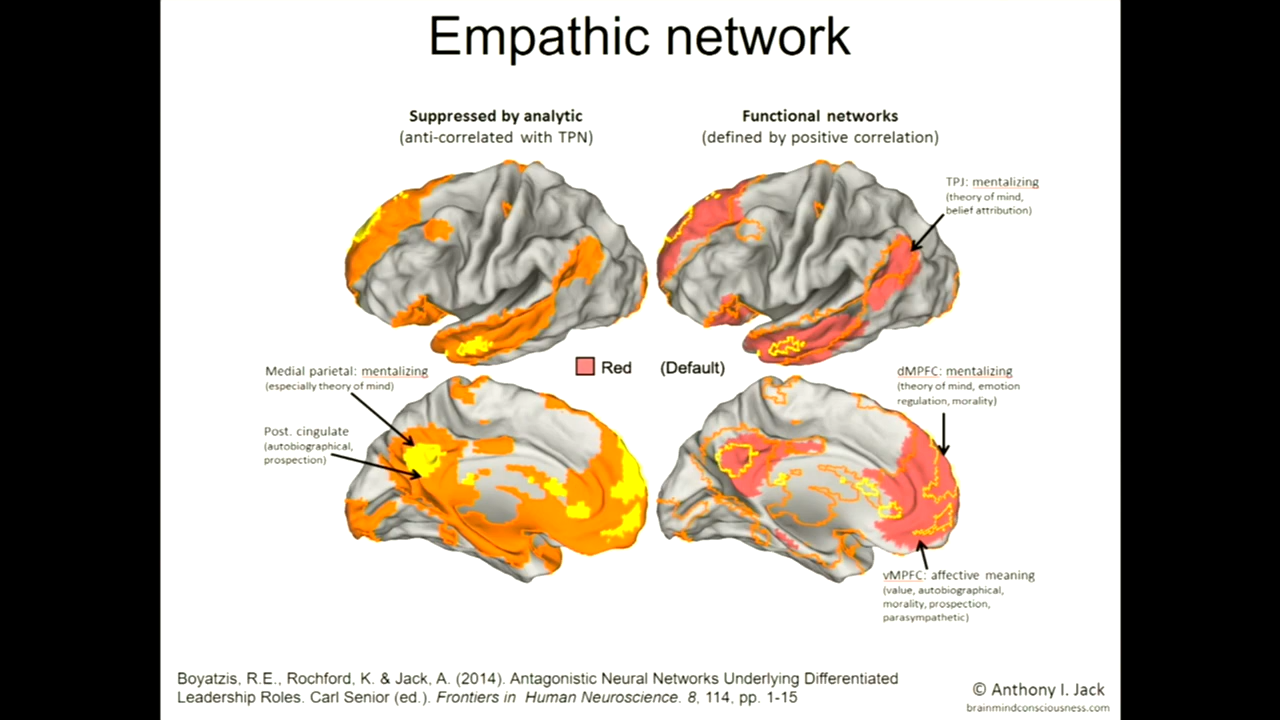 Empathic network
Suppressed by analytic
(anti-correlated with TPN)
Functional networks
(defined by positive correlation)
TPJ: mentalizing
(theory of mind,
belief attribution)
Red (Default)
Medial parietal: mentalizing
(especially theory of mind)
Post. cingulate
(autobiographical,
prospection)
dMPFC: mentalizing
(theory of mind, emotion
regulation, morality)
vMPFC: affective meaning
(value, autobiographical,
morality, prospection,
parasympathetic)
Boyatzis, R.E., Rochford, K. & Jack, A. (2014). Antagonistic Neural Networks Underlying Differentiated
Leadership Roles. Carl Senior (ed.). Frontiers in Human Neuroscience. 8, 114, pp. 1-15
© Anthony I. Jack
brainmindconsciousness.com